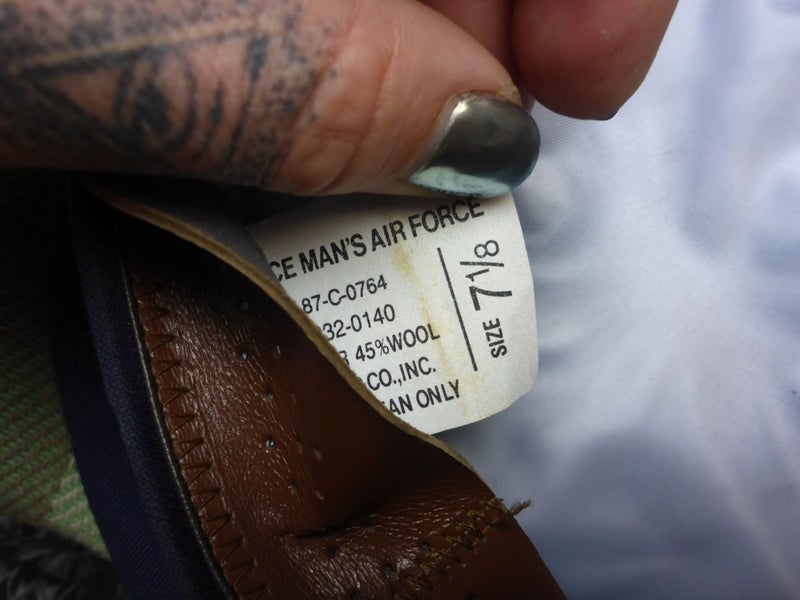 CE MAN'S AIR FORCE
87-C-0764
32-0140
R 45%WOOL
CO.,INC.
AN ONLY
SIZE 7 1/8